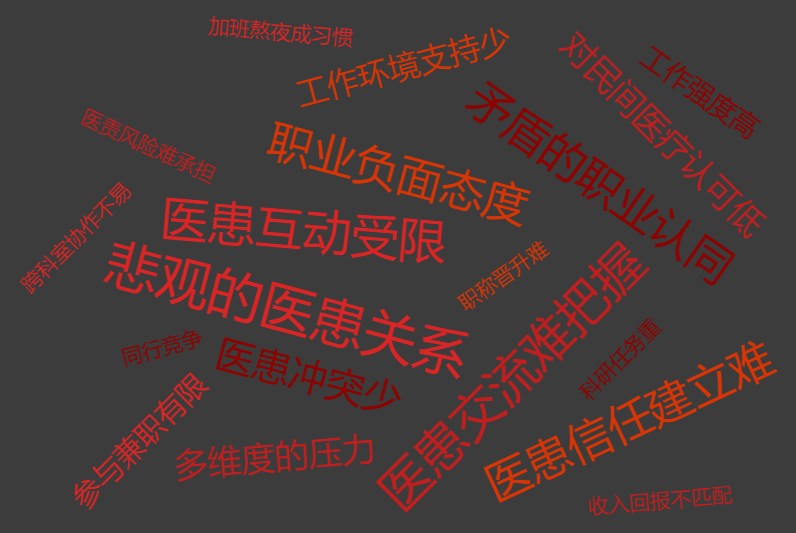 加班熬夜成习惯
工作环境支持少
对民间医疗认可低
工作强度高
医责风险难承担
职业负面态度
矛盾的职业认同
跨科室协作不易
医患互动受限
悲观的医患关系
职称晋升难
医患交流难把握
同行竞争
医患冲突少
科研任务重
医患信任建立难
参与兼职有限
多维度的压力
收入回报不匹配